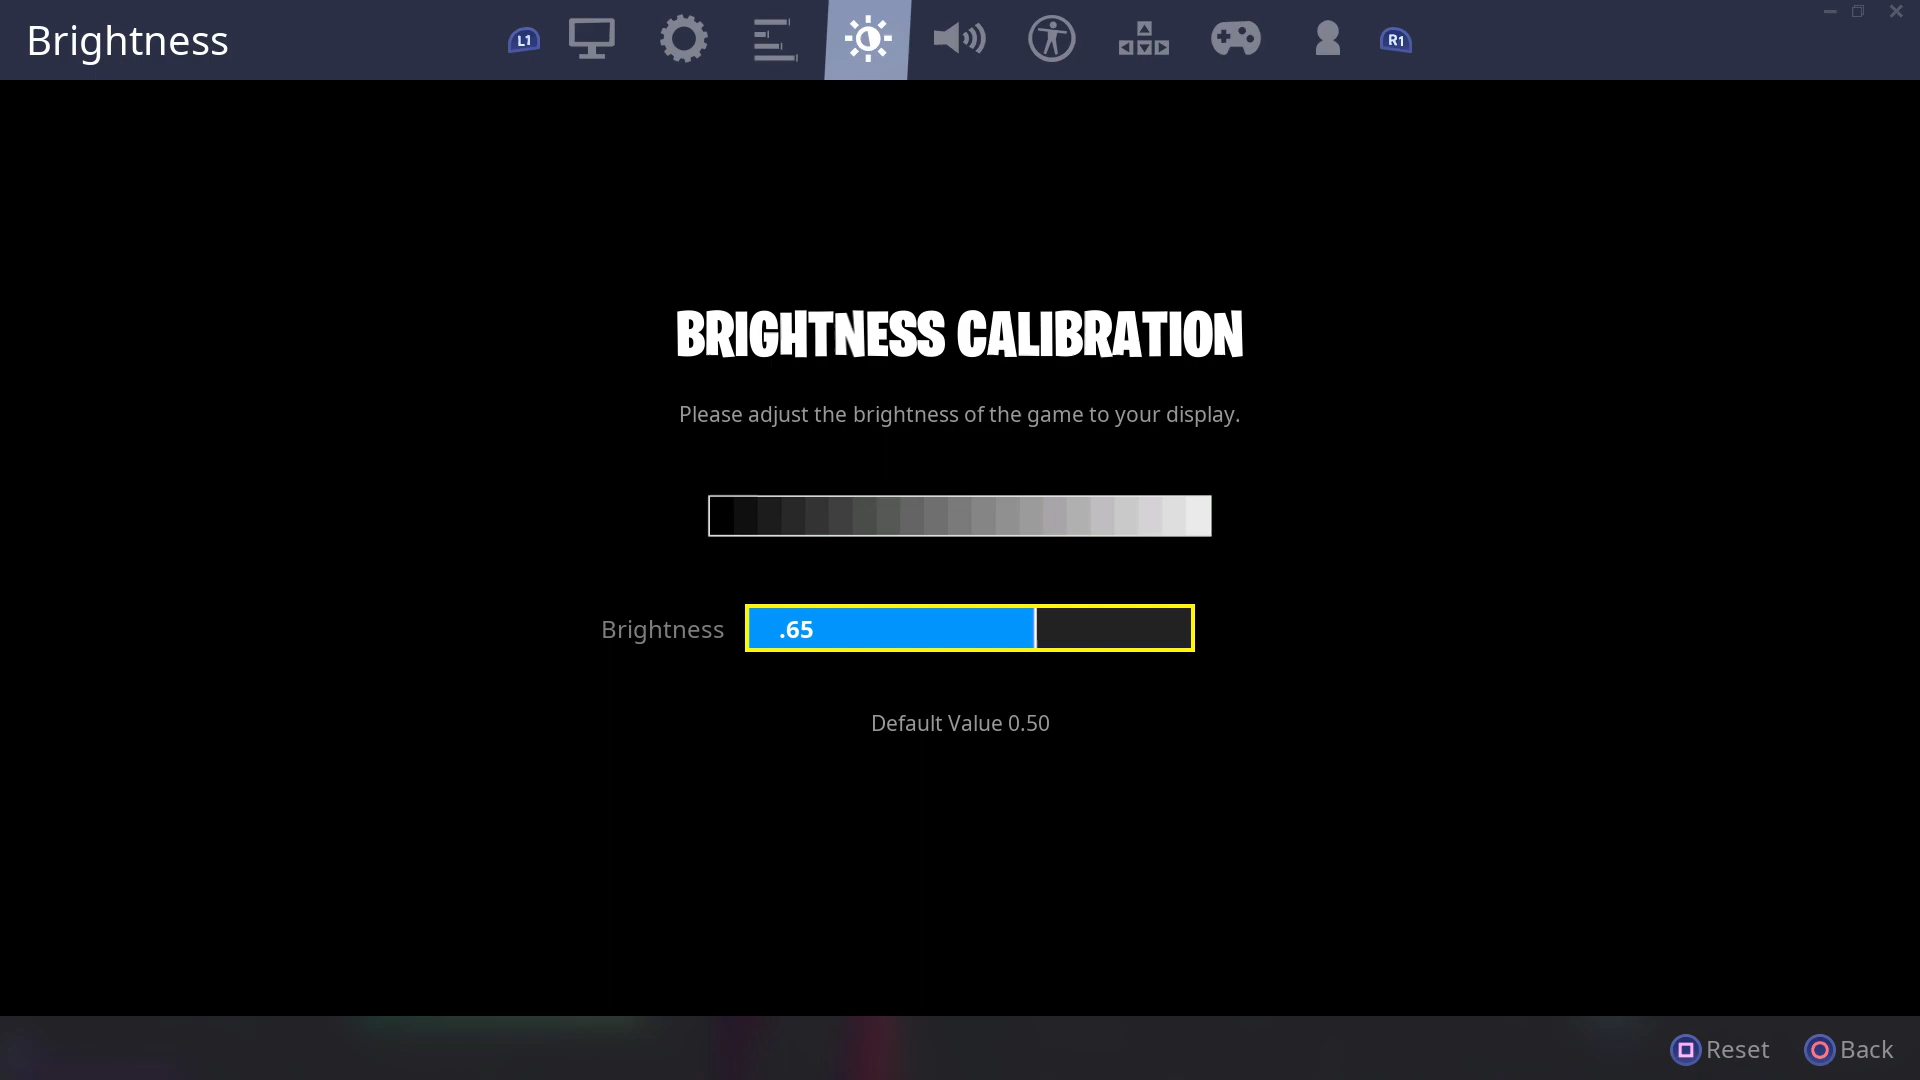 Brightness
L1
R1
BRIGHTNESS CALIBRATION
Please adjust the brightness of the game to your display.
Brightness
.65
Default Value 0.50
Reset
Back